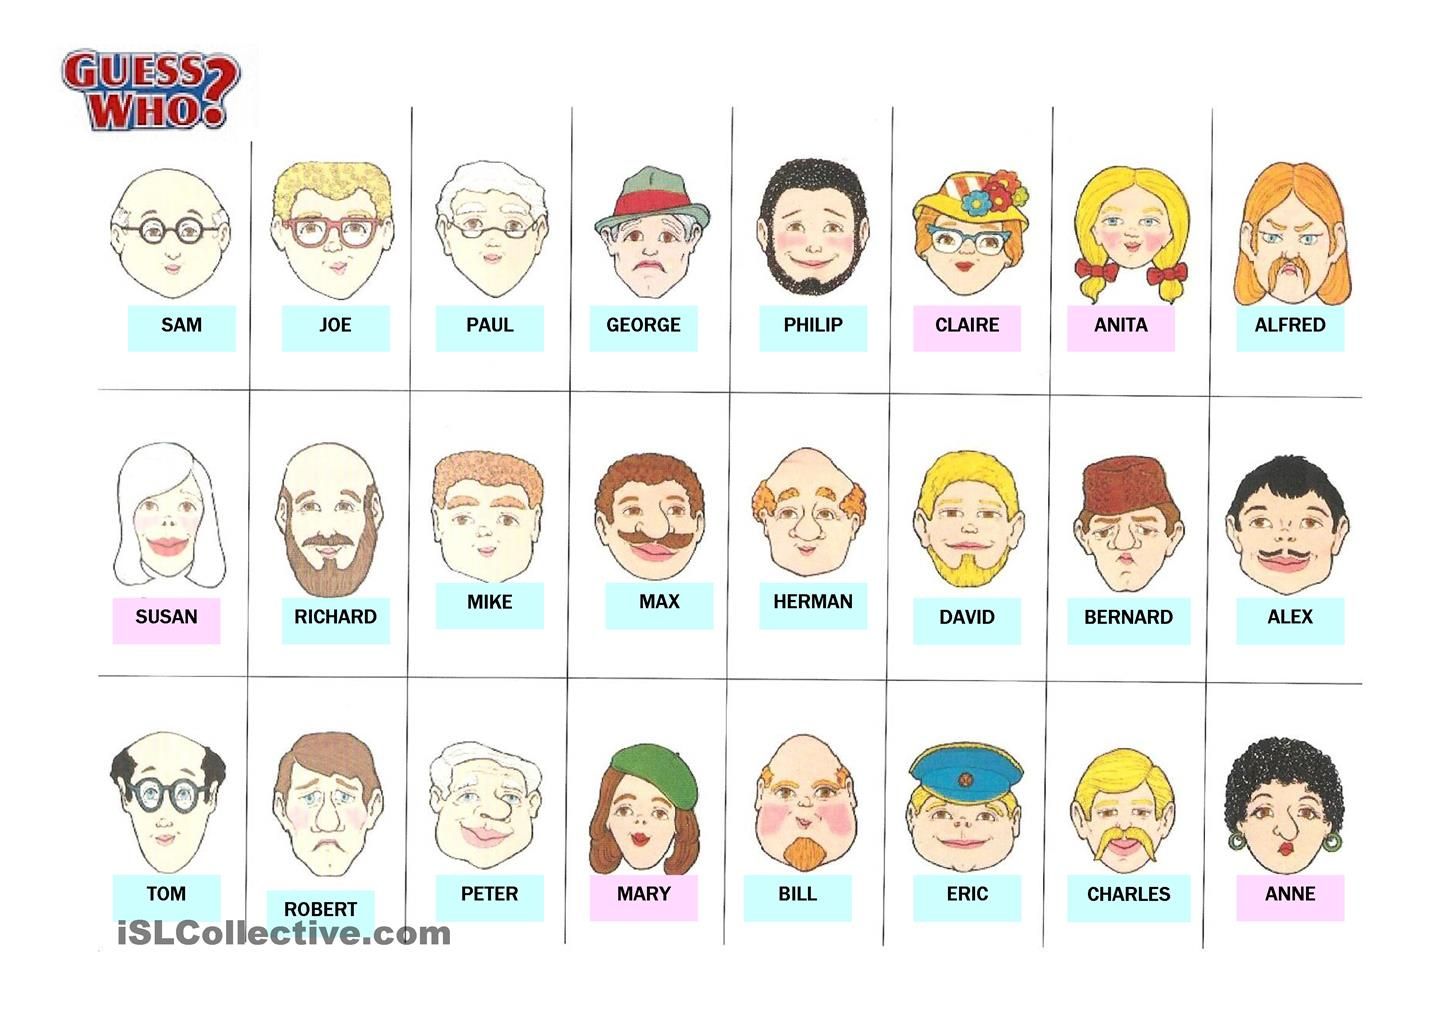 GUESS
WHO?
SAM
JOE
PAUL
GEORGE
PHILIP
CLAIRE
ANITA
ALFRED
SUSAN
RICHARD
MIKE
MAX
HERMAN
DAVID
BERNARD
ALEX
TOM
ROBERT
PETER
MARY
BILL
ERIC
CHARLES
ANNE
iSLCollective.com